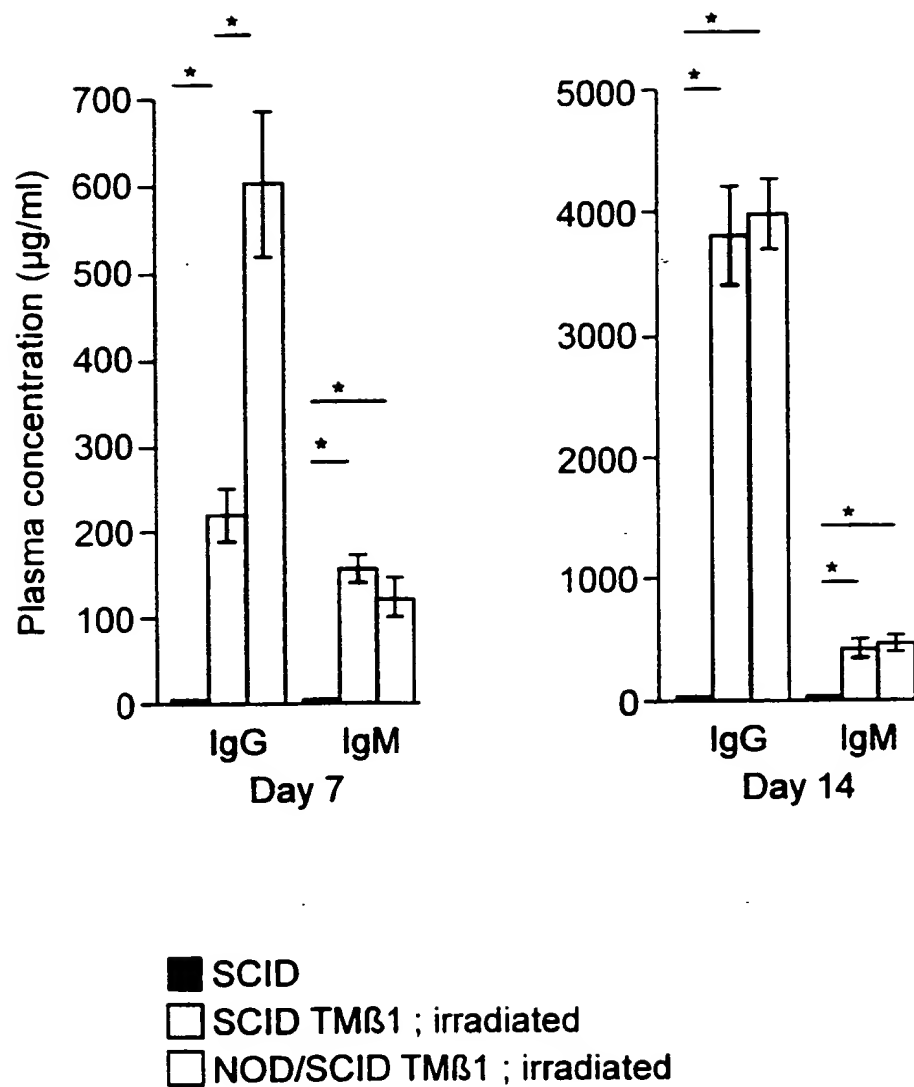 * *
* *
700 5000
600 4000
500
400 3000
Plasma concentration (µg/ml)
* *
300 2000
* *
200 1000
100
0 0
IgG IgM IgG IgM
Day 7 Day 14
SCID
SCID TMß1 ; irradiated
NOD/SCID TMß1 ; irradiated